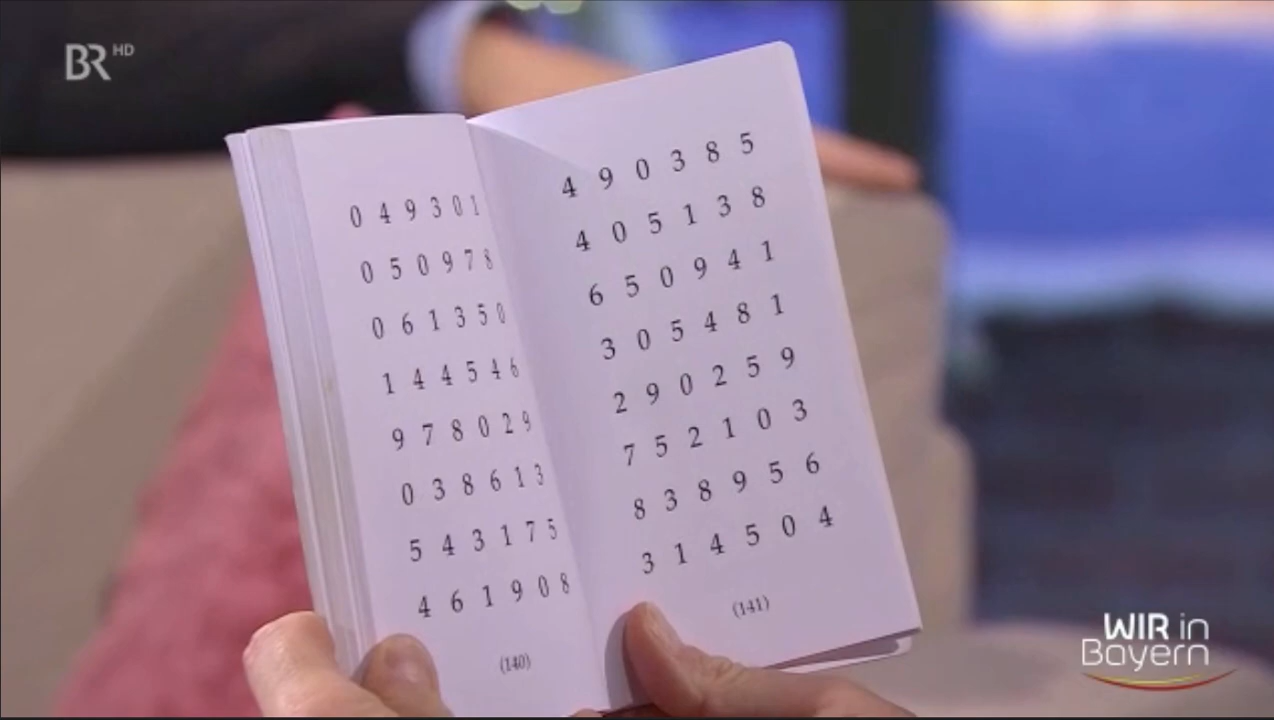 BR HD
0 4 9 3 0 1
0 5 0 9 7 8
0 6 1 3 5 0
1 4 4 5 4 6
9 7 8 0 2 9
0 3 8 6 1 3
5 4 3 1 7 5
4 6 1 9 0 8
(140)
4 9 0 3 8 5
4 0 5 1 3 8
6 5 0 9 4 1
3 0 5 4 8 1
2 9 0 2 5 9
7 5 2 1 0 3
8 3 8 9 5 6
3 1 4 5 0 4
(141)
WIR in
Bayern